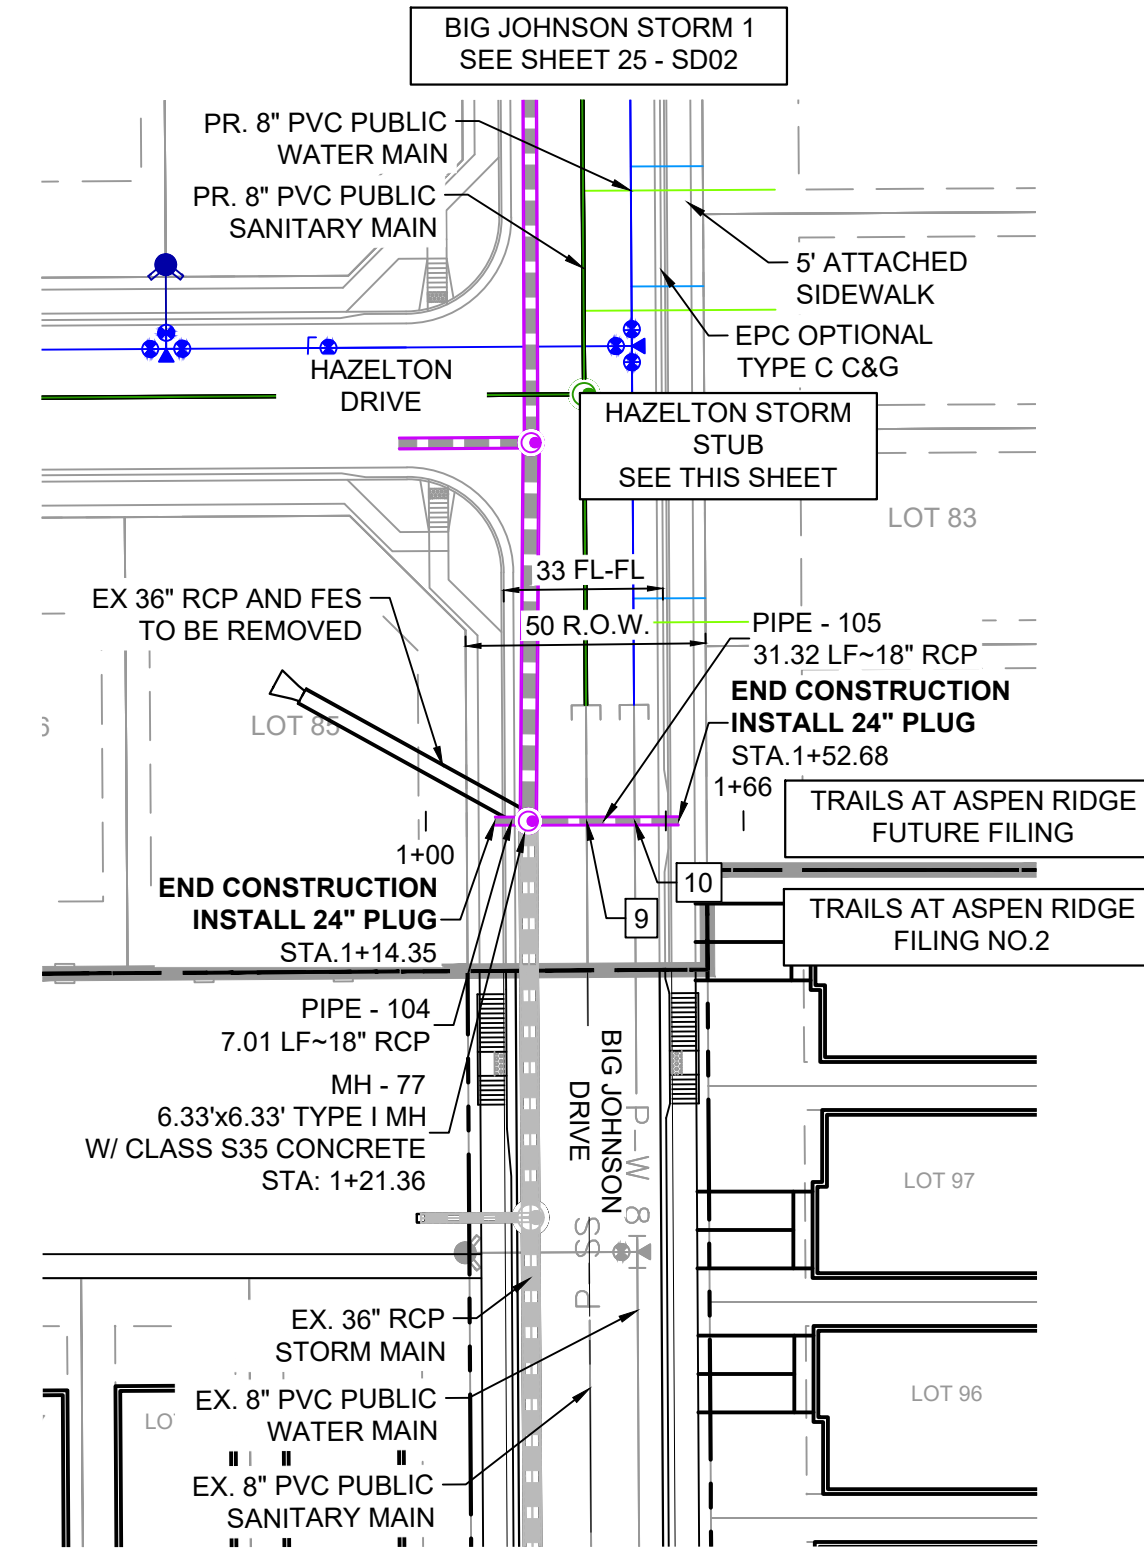 BIG JOHNSON STORM 1
SEE SHEET 25 - SD02
PR. 8" PVC PUBLIC
WATER MAIN
PR. 8" PVC PUBLIC
SANITARY MAIN
5' ATTACHED
SIDEWALK
EPC OPTIONAL
TYPE C C&G
HAZELTON
DRIVE
HAZELTON STORM
STUB
SEE THIS SHEET
LOT 83
33 FL-FL
50 R.O.W.
EX 36" RCP AND FES
TO BE REMOVED
PIPE - 105
31.32 LF~18" RCP
END CONSTRUCTION
INSTALL 24" PLUG
STA.1+52.68
LOT 85
1+66
1+00
TRAILS AT ASPEN RIDGE
FUTURE FILING
10
9
END CONSTRUCTION
INSTALL 24" PLUG
STA.1+14.35
TRAILS AT ASPEN RIDGE
FILING NO.2
PIPE - 104
7.01 LF~18" RCP
MH - 77
6.33'x6.33' TYPE I MH
W/ CLASS S35 CONCRETE
STA: 1+21.36
BIG JOHNSON
DRIVE
P-W 8
SS P
LOT 97
EX. 36" RCP
STORM MAIN
EX. 8" PVC PUBLIC
WATER MAIN
LOT 96
LO
EX. 8" PVC PUBLIC
SANITARY MAIN